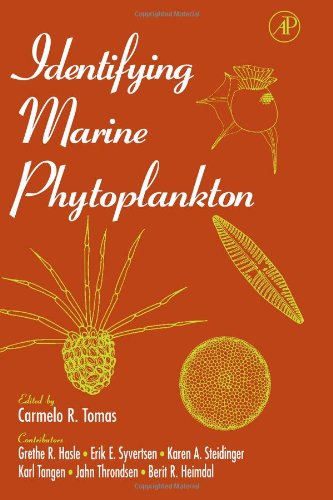 AP
Identifying
Marine
Phytoplankton
Edited by
Carmelo R. Tomas
Contributors
Grethe R. Hasle • Erik E. Syvertsen • Karen A. Steidinger
Karl Tangen • Jahn Throndsen • Berit R. Heimdal